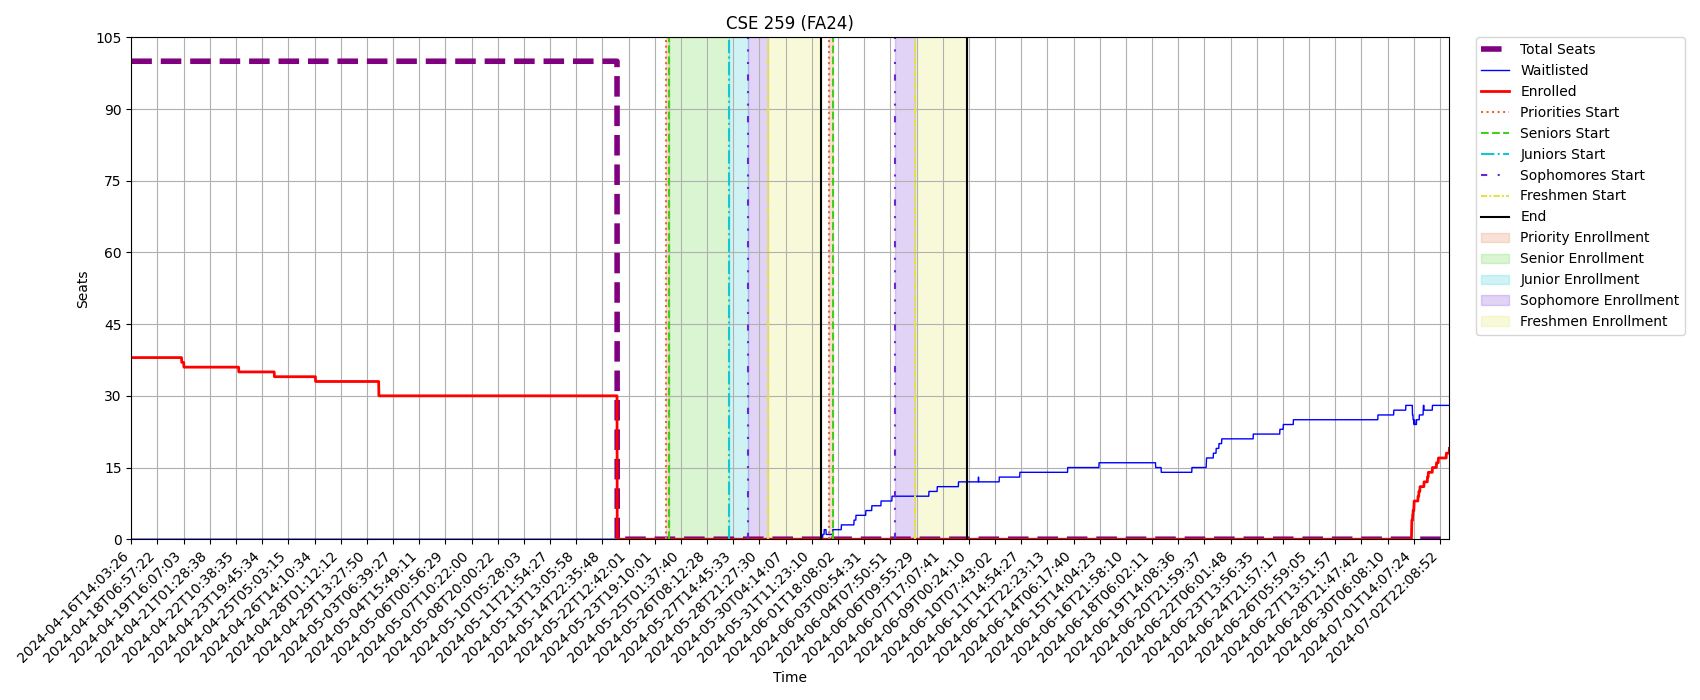 CSE 259 (FA24)
105
90
75
60
45
30
15
0
Seats
2024-04-16T14:03:26
2024-04-18T06:57:22
2024-04-19T16:07:03
2024-04-21T01:28:38
2024-04-22T10:38:35
2024-04-23T19:45:34
2024-04-25T05:03:15
2024-04-26T14:10:34
2024-04-28T01:12:12
2024-04-29T13:27:50
2024-05-03T06:39:27
2024-05-04T15:49:11
2024-05-06T00:56:29
2024-05-07T10:22:00
2024-05-08T20:00:22
2024-05-10T05:28:03
2024-05-11T21:54:27
2024-05-13T13:05:58
2024-05-14T22:35:48
2024-05-22T12:42:01
2024-05-23T19:10:01
2024-05-25T01:37:40
2024-05-26T08:12:28
2024-05-27T14:45:33
2024-05-28T21:27:30
2024-05-30T04:14:07
2024-05-31T11:23:10
2024-06-01T18:08:02
2024-06-03T00:54:31
2024-06-04T07:50:51
2024-06-06T09:55:29
2024-06-07T17:07:41
2024-06-09T00:24:10
2024-06-10T07:43:02
2024-06-11T14:54:27
2024-06-12T22:23:13
2024-06-14T06:17:40
2024-06-15T14:04:23
2024-06-16T21:58:10
2024-06-18T06:02:11
2024-06-19T14:08:36
2024-06-20T21:59:37
2024-06-22T06:01:48
2024-06-23T13:56:35
2024-06-24T21:57:17
2024-06-26T05:59:05
2024-06-27T13:51:57
2024-06-28T21:47:42
2024-06-30T06:08:10
2024-07-01T14:07:24
2024-07-02T22:08:52
Time
Total Seats
Waitlisted
Enrolled
Priorities Start
Seniors Start
Juniors Start
Sophomores Start
Freshmen Start
End
Priority Enrollment
Senior Enrollment
Junior Enrollment
Sophomore Enrollment
Freshmen Enrollment